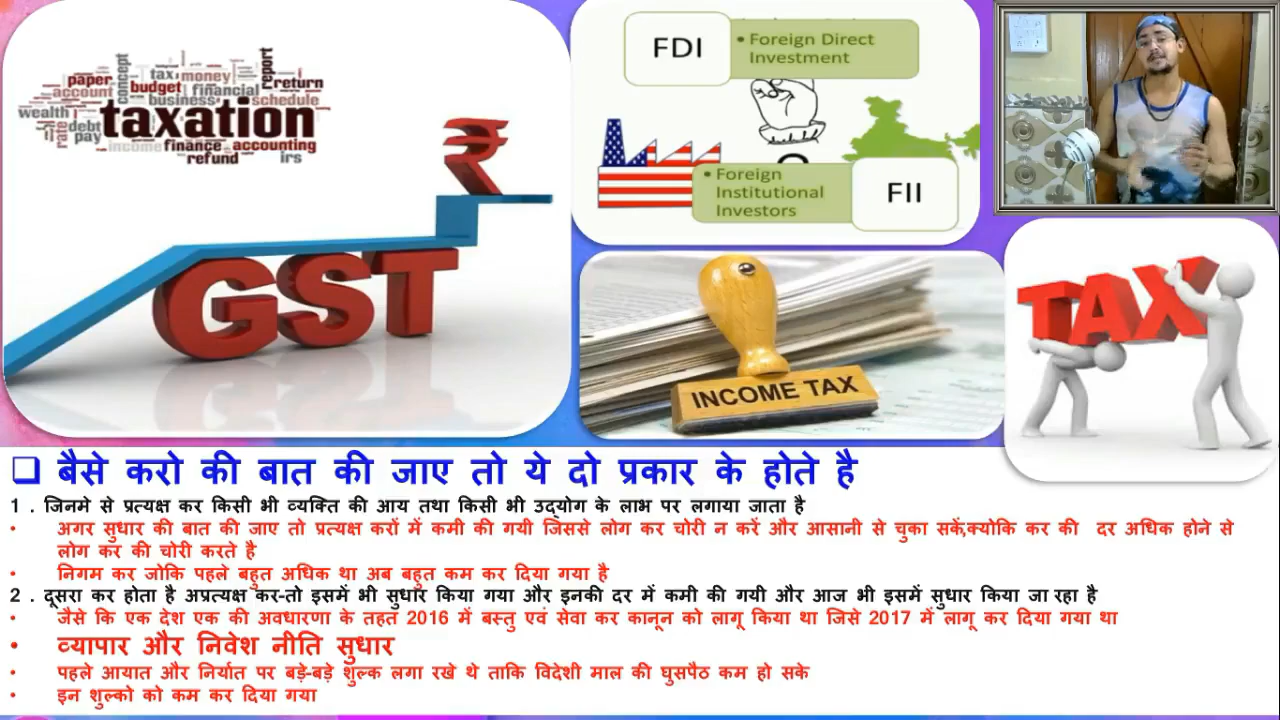 concept
report
tax money
paper
return
account
budget
financial
business
schedule
wealth
rate
debt
taxation
pay
income
finance
accounting
refund
irs
₹
GST
FDI
• Foreign Direct
Investment
• Foreign
Institutional
Investors
FII
INCOME TAX
TAX
❑ बैसे करो की बात की जाए तो ये दो प्रकार के होते है
1 . जिनमे से प्रत्यक्ष कर किसी भी व्यक्ति की आय तथा किसी भी उद्योग के लाभ पर लगाया जाता है
• अगर सुधार की बात की जाए तो प्रत्यक्ष करों में कमी की गयी जिससे लोग कर चोरी न करें और आसानी से चुका सकें,क्योकि कर की दर अधिक होने से
लोग कर की चोरी करते है
• निगम कर जोकि पहले बहुत अधिक था अब बहुत कम कर दिया गया है
2 . दूसरा कर होता है अप्रत्यक्ष कर-तो इसमें भी सुधार किया गया और इनकी दर में कमी की गयी और आज भी इसमें सुधार किया जा रहा है
• जैसे कि एक देश एक की अवधारणा के तहत 2016 में बस्तु एवं सेवा कर कानून को लागू किया था जिसे 2017 में लागू कर दिया गया था
• व्यापार और निवेश नीति सुधार
• पहले आयात और निर्यात पर बड़े-बड़े शुल्क लगा रखे थे ताकि विदेशी माल की घुसपैठ कम हो सके
• इन शुल्को को कम कर दिया गया